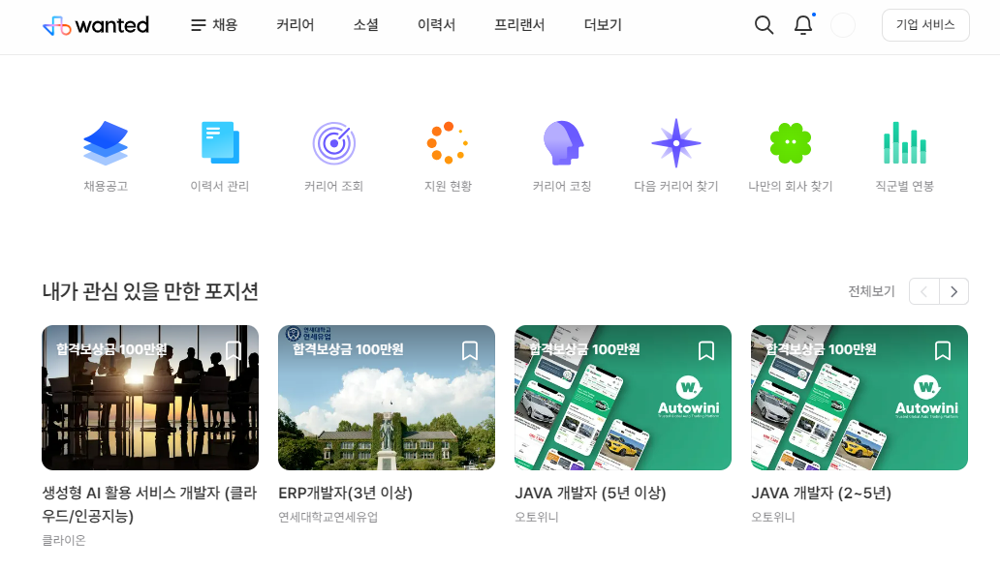 wanted
채용 커리어 소셜 이력서 프리랜서 더보기 기업 서비스
채용공고 이력서 관리 커리어 조회 지원 현황 커리어 코칭 다음 커리어 찾기 나만의 회사 찾기 직군별 연봉
내가 관심 있을 만한 포지션
전체보기
합격보상금 100만원
생성형 AI 활용 서비스 개발자 (클라
우드/인공지능)
클라이온
연세대학교
연세유업
합격보상금 100만원
ERP개발자(3년 이상)
연세대학교연세유업
합격보상금 100만원
W.
Autowini
Trusted Global Auto Trading Platform
JAVA 개발자 (5년 이상)
오토위니
합격보상금 100만원
W.
Autowini
Trusted Global Auto Trading Platform
JAVA 개발자 (2~5년)
오토위니